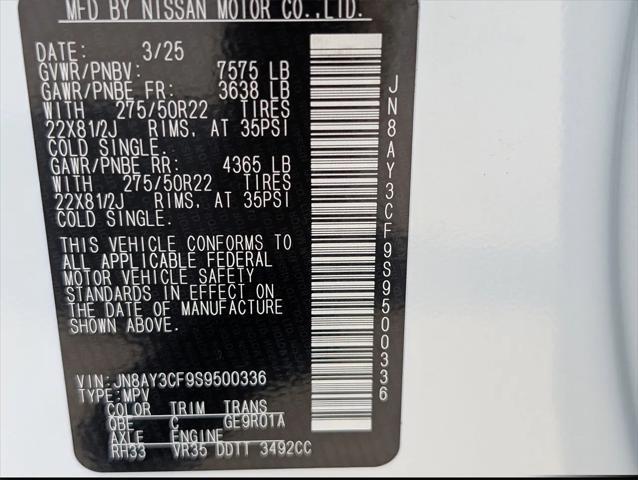 MFD BY NISSAN MOTOR CO.,LTD.
DATE: 3/25
GVWR/PNBV: 7575 LB
GAWR/PNBE FR: 3638 LB
WITH 275/50R22 TIRES
22X81/2J RIMS, AT 35PSI
COLD SINGLE.
GAWR/PNBE RR: 4365 LB
WITH 275/50R22 TIRES
22X81/2J RIMS, AT 35PSI
COLD SINGLE.
THIS VEHICLE CONFORMS TO
ALL APPLICABLE FEDERAL
MOTOR VEHICLE SAFETY
STANDARDS IN EFFECT ON
THE DATE OF MANUFACTURE
SHOWN ABOVE.
VIN: JN8AY3CF9S9500336
TYPE: MPV
COLOR TRIM TRANS
QBE C GE9R01A
AXLE ENGINE
RH33 VR35 DDTT 3492CC
JN8AY3CF9S9500336